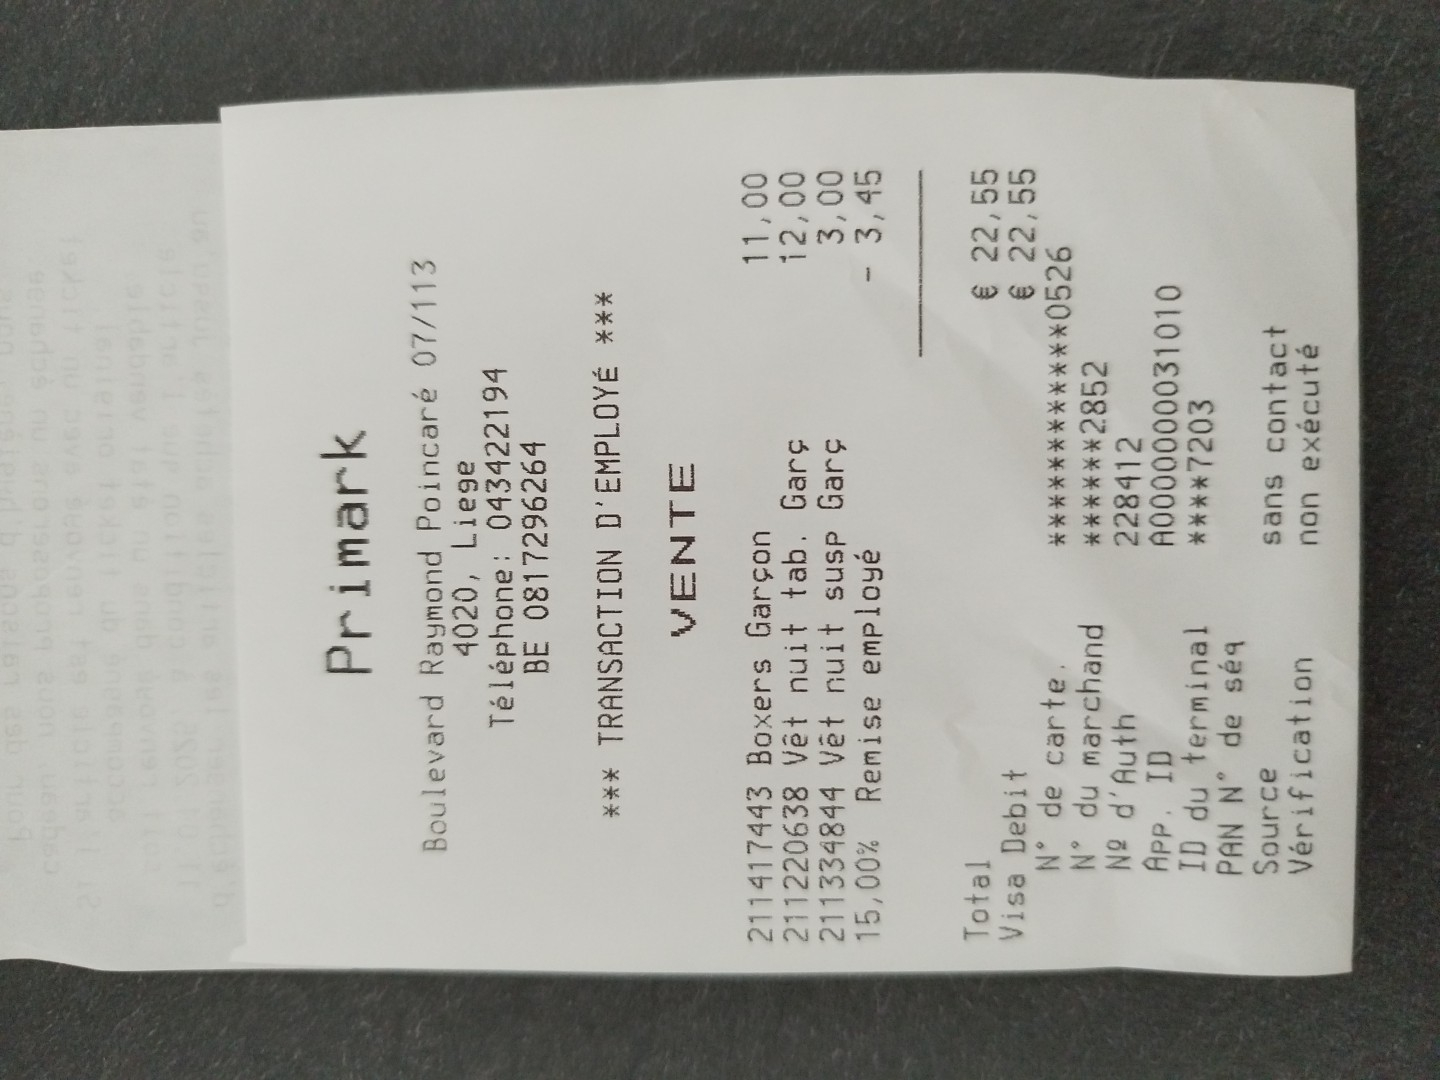 Primark
Boulevard Raymond Poincaré 07/113
4020, Liege
Téléphone: 043422194
BE 0817296264
*** TRANSACTION D'EMPLOYÉ ***
VENTE
211417443 Boxers Garçon 11,00
211220638 Vêt nuit tab. Garç 12,00
211334844 Vêt nuit susp Garç 3,00
15,00% Remise employé - 3,45
Total € 22,55
Visa Debit € 22,55
N° de carte. ************0526
N° du marchand ******2852
Nº d'Auth 228412
App. ID A0000000031010
ID du terminal ****7203
PAN N° de séq
Source sans contact
Vérification non exécuté